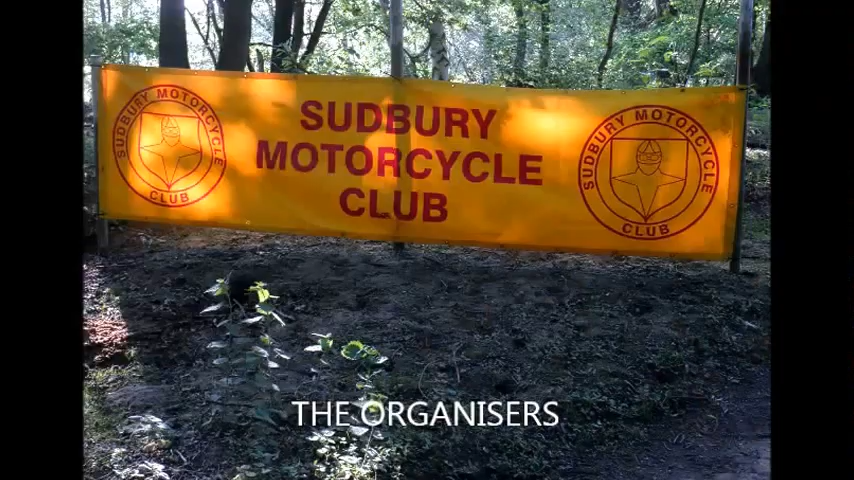 SUDBURY MOTORCYCLE
CLUB
SUDBURY
MOTORCYCLE
CLUB
SUDBURY MOTORCYCLE
CLUB
THE ORGANISERS